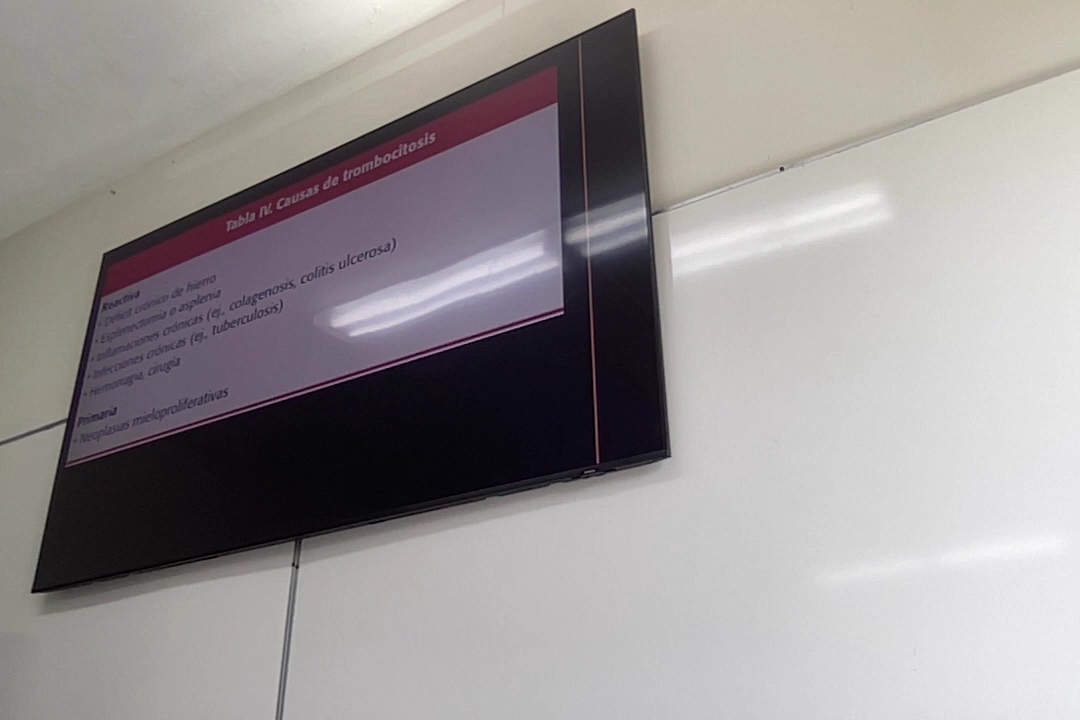 Tabla IV. Causas de trombocitosis
Reactiva
• Déficit crónico de hierro
• Esplenectomía o asplenia
• Inflamaciones crónicas (ej., colagenosis, colitis ulcerosa)
• Infecciones crónicas (ej., tuberculosis)
• Hemorragia, cirugía
Primaria
• Neoplasias mieloproliferativas